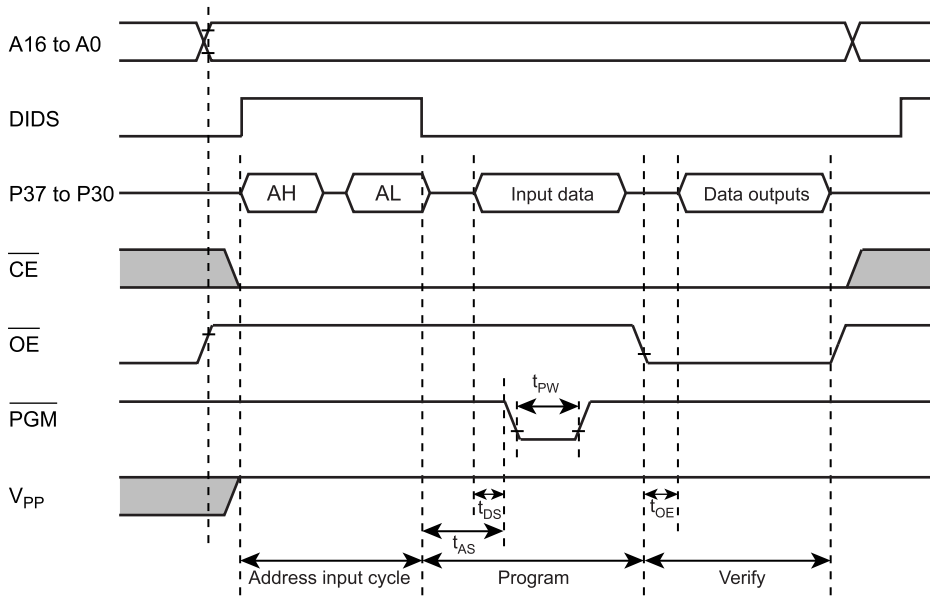 A16 to A0
DIDS
P37 to P30
AH
AL
Input data
Data outputs
CE
OE
tPW
PGM
VPP
tDS
tOE
tAS
Address input cycle
Program
Verify